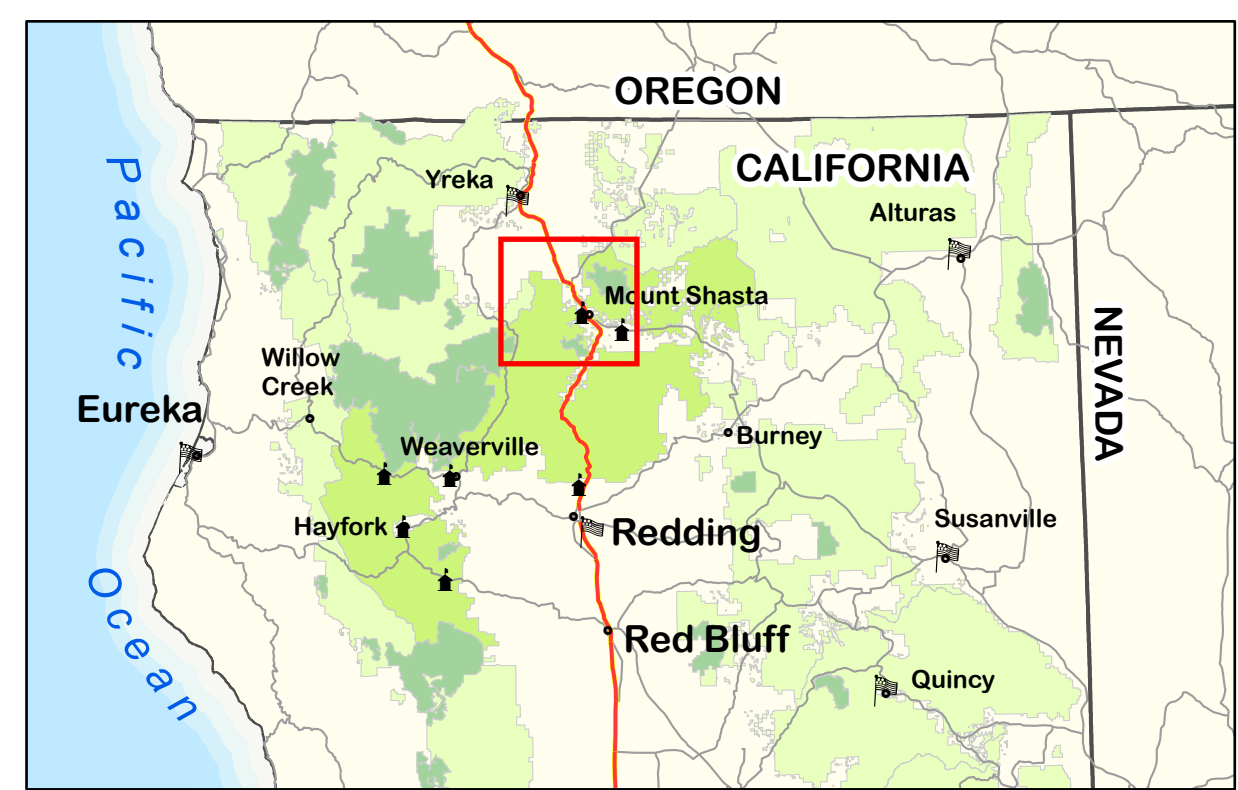 OREGON
CALIFORNIA
Yreka
Alturas
Pacific
Mount Shasta
NEVADA
Willow
Creek
Eureka
Weaverville
Burney
Hayfork
Redding
Susanville
Ocean
Red Bluff
Quincy